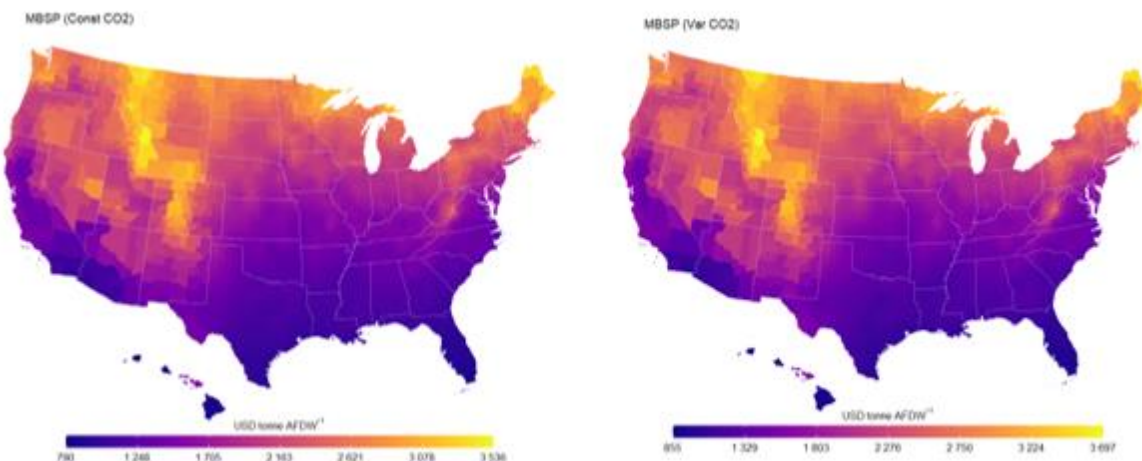 MBSP (Const CO2)
MBSP (Var CO2)
USD tonne AFDW⁻¹
790 1 248 1 705 2 163 2 621 3 078 3 536
USD tonne AFDW⁻¹
855 1 329 1 803 2 276 2 750 3 224 3 697